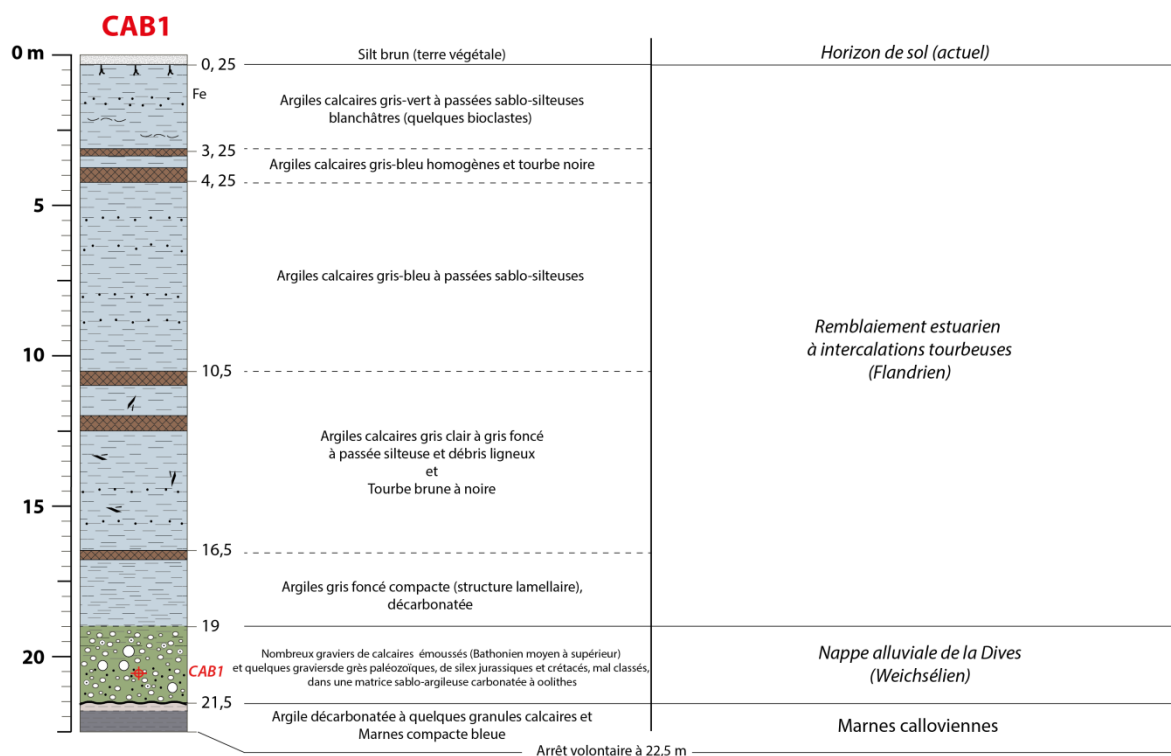 CAB1
0 m
Silt brun (terre végétale)
Horizon de sol (actuel)
0, 25
Fe
Argiles calcaires gris-vert à passées sablo-silteuses
blanchâtres (quelques bioclastes)
3, 25
Argiles calcaires gris-bleu homogènes et tourbe noire
4, 25
5
Argiles calcaires gris-bleu à passées sablo-silteuses
Remblaiement estuarien
à intercalations tourbeuses
(Flandrien)
10
10,5
Argiles calcaires gris clair à gris foncé
à passée silteuse et débris ligneux
et
Tourbe brune à noire
15
16,5
Argiles gris foncé compacte (structure lamellaire),
décarbonatée
19
20
CAB1
Nombreux graviers de calcaires émoussés (Bathonien moyen à supérieur)
et quelques graviersde grès paléozoïques, de silex jurassiques et crétacés, mal classés,
dans une matrice sablo-argileuse carbonatée à oolithes
Nappe alluviale de la Dives
(Weichsélien)
21,5
Argile décarbonatée à quelques granules calcaires et
Marnes compacte bleue
Marnes calloviennes
Arrêt volontaire à 22.5 m